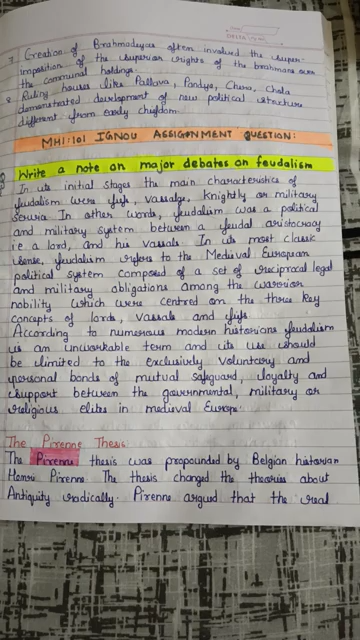 7. Creation of Brahmadeyas often involved the super
imposition of the superior rights of the brahmans over
the communal holdings.
8. Ruling houses like Pallava, Pandya, Chera, Chola
demonstrated development of new political structure
different from early chiefdom.
MHI:101 IGNOU ASSIGNMENT QUESTION:
Write a note on major debates on feudalism
In its initial stages the main characteristics of
feudalism were fiefs, vassalage, knightly or military
service. In other words, feudalism was a political
and military system between a feudal aristocracy
i.e a lord, and his vassals. In its most classic
sense, feudalism refers to the Medieval European
political system composed of a set of reciprocal legal
and military obligations among the warrior
nobility which were centred on the three key
concepts of lords, vassals and fiefs.
According to numerous modern historians feudalism
is an unworkable term and its use should
be limited to the exclusively voluntary and
personal bonds of mutual safeguard, loyalty and
support between the governmental, military or
religious elites in medieval Europe.
The Pirenne Thesis
The Pirenne thesis was propounded by Belgian historian
Henri Pirenne. The thesis changed the theories about
Antiquity radically. Pirenne argued that the real